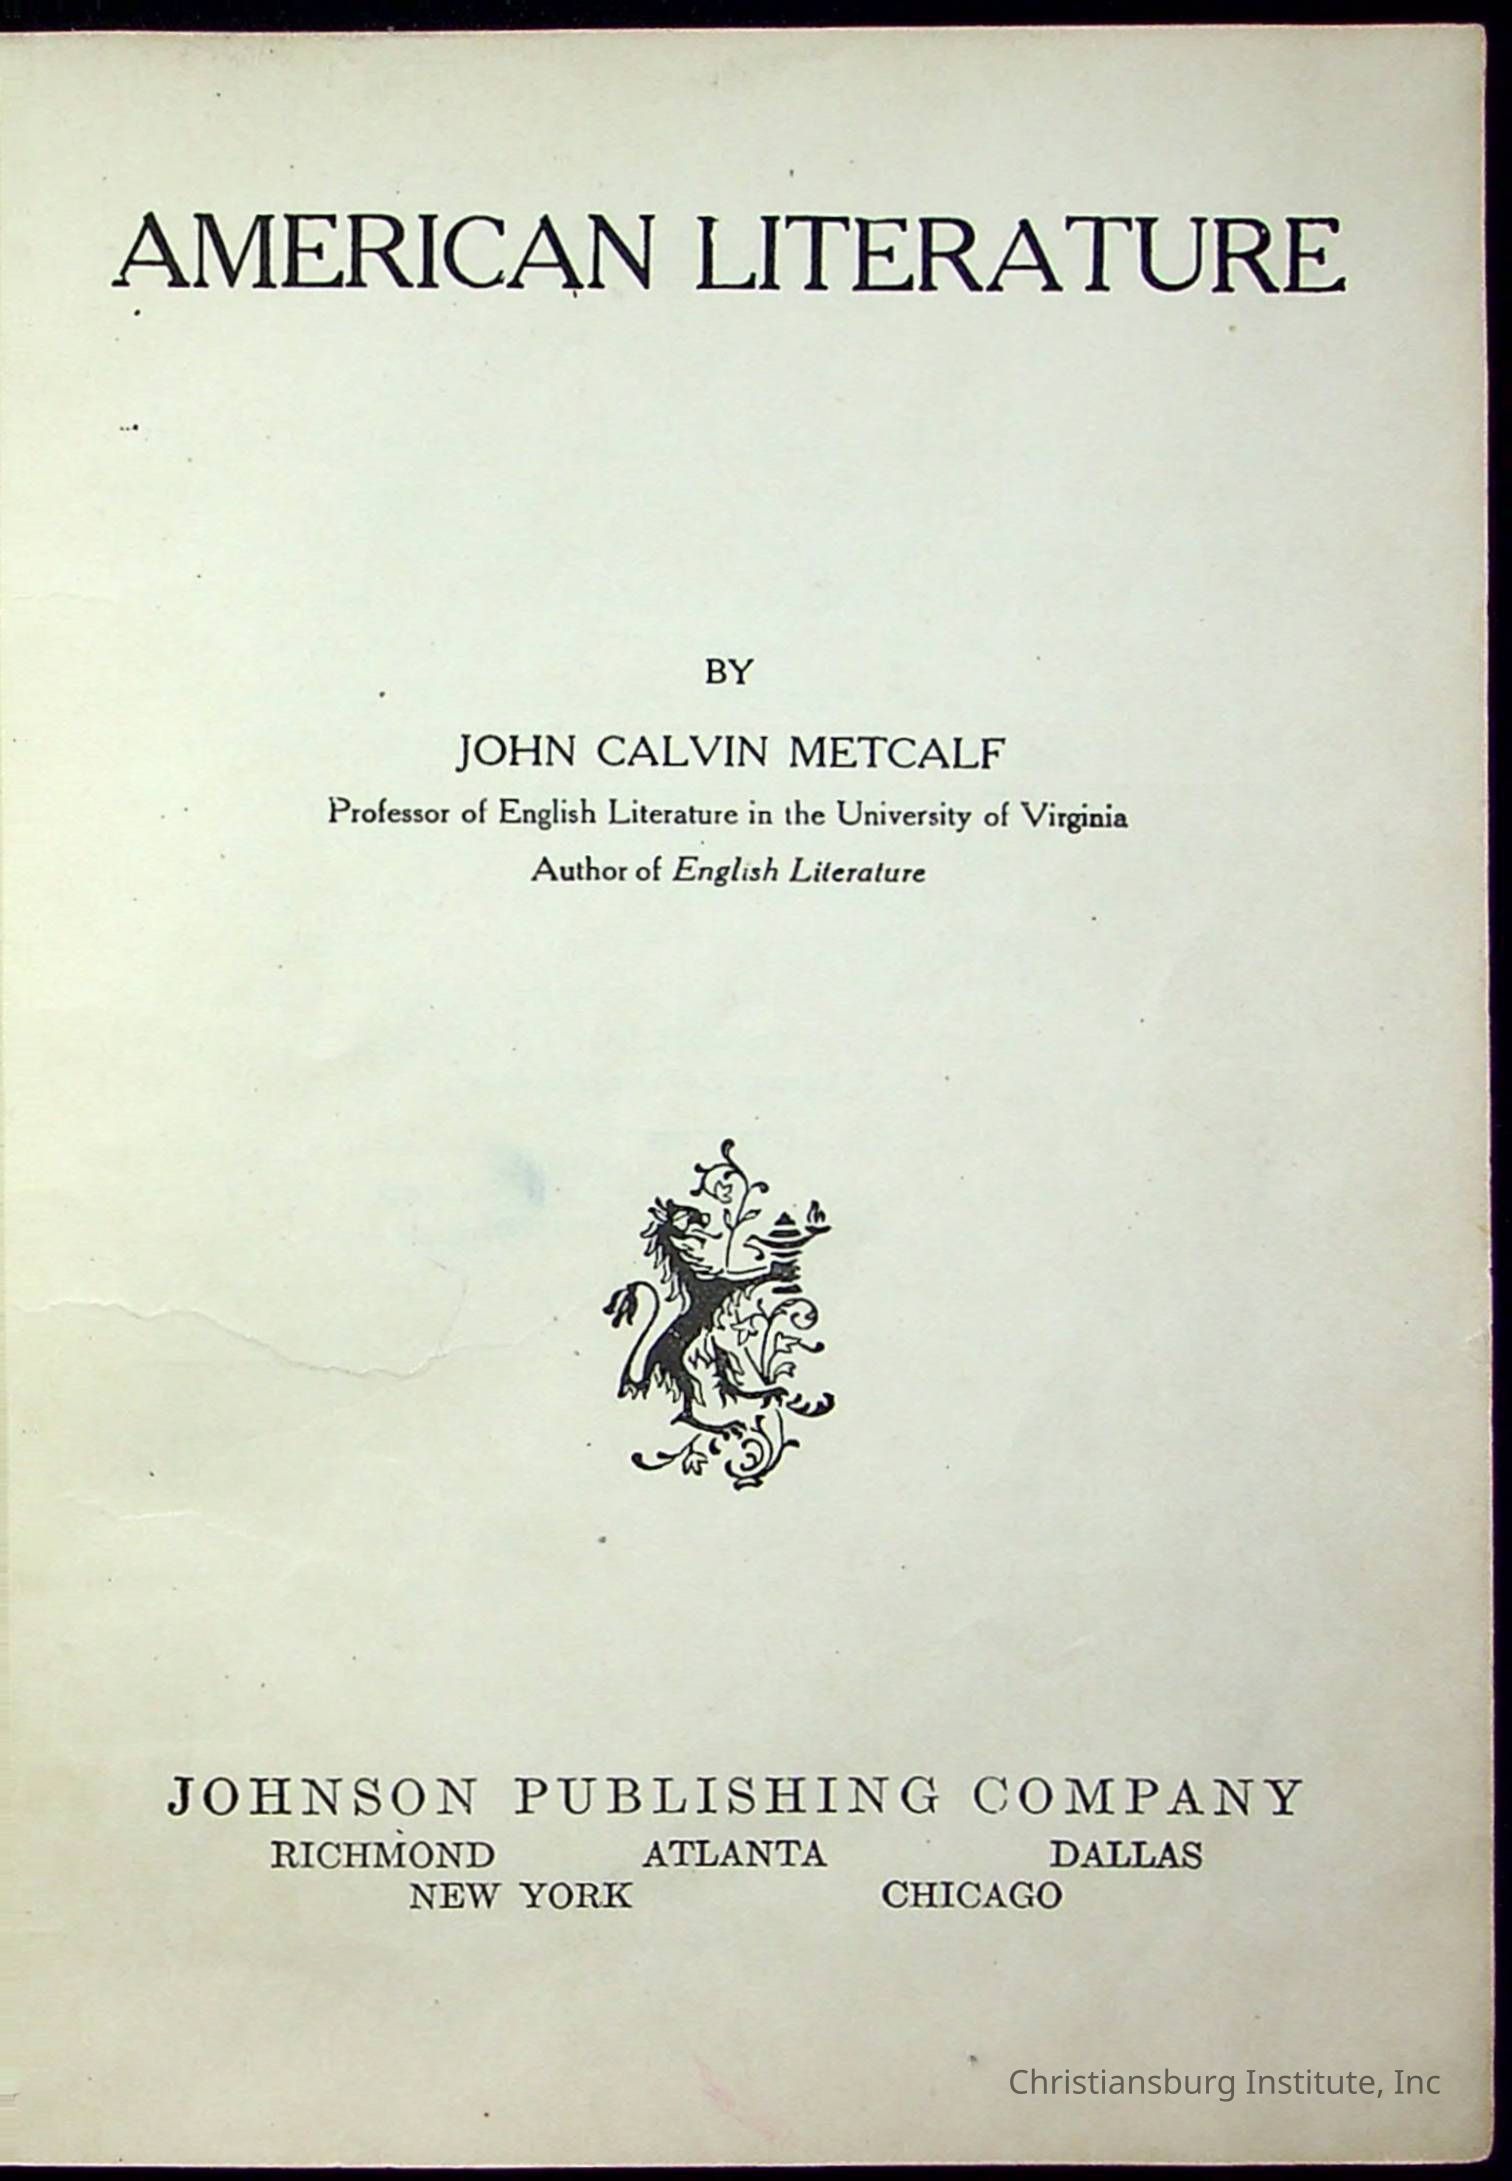 AMERICAN LITERATURE
BY
JOHN CALVIN METCALF
Professor of English Literature in the University of Virginia
Author of English Literature
JOHNSON PUBLISHING COMPANY
RICHMOND ATLANTA DALLAS
NEW YORK CHICAGO
Christiansburg Institute, Inc